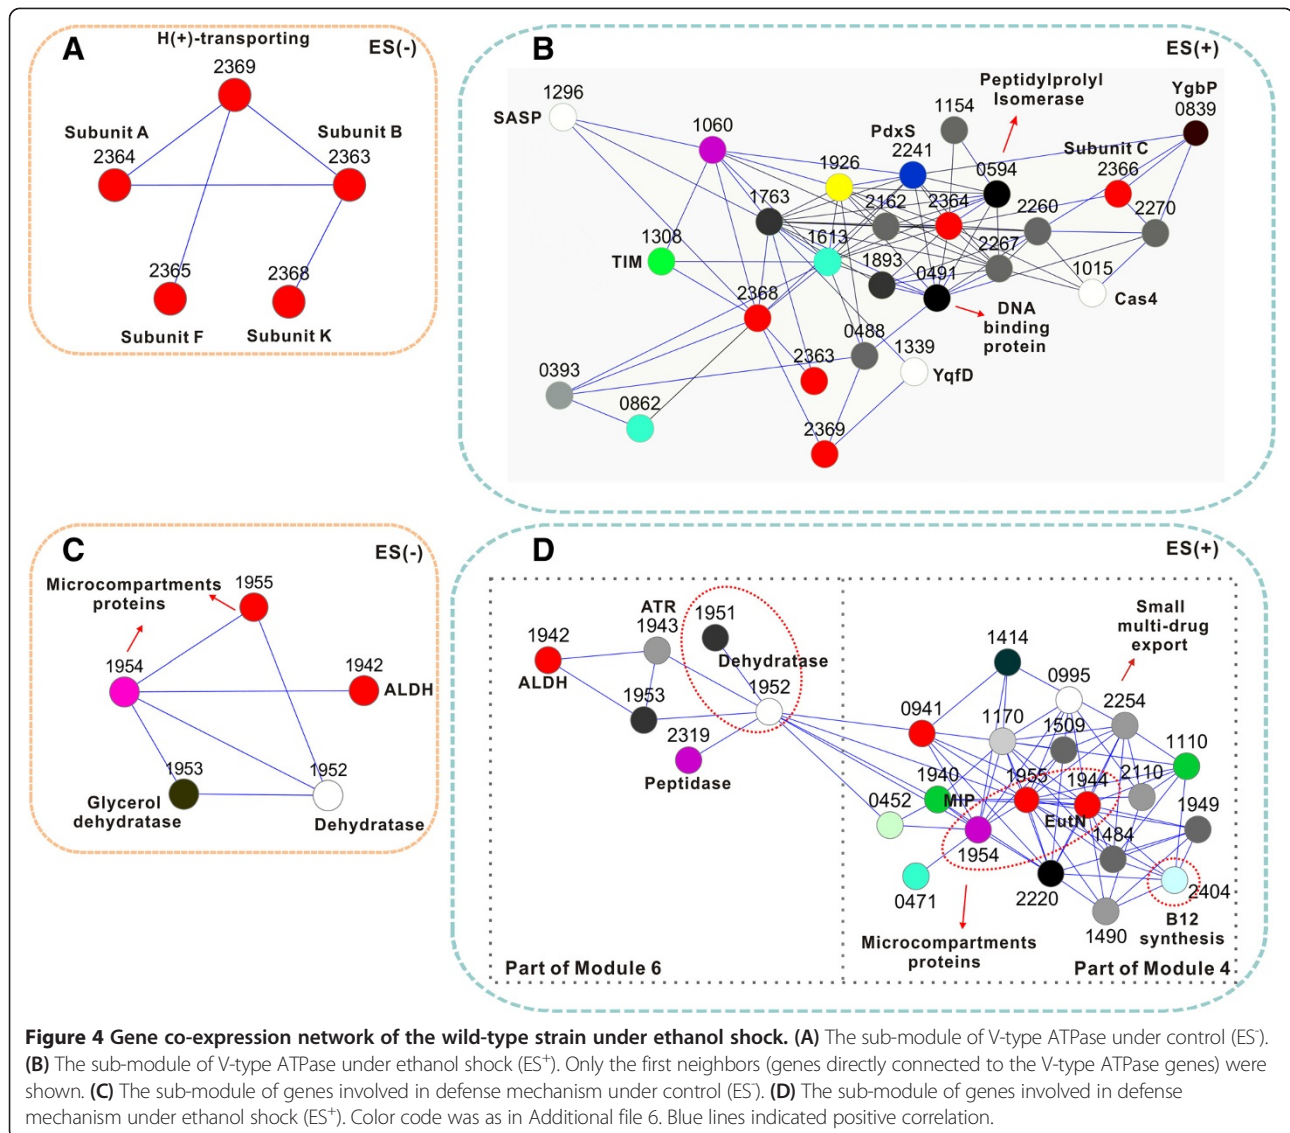 A
H(+)-transporting
ES(-)
2369
Subunit A
Subunit B
2364
2363
2365
2368
Subunit F
Subunit K
B
ES(+)
1296
SASP
1060
1154
Peptidylprolyl
Isomerase
YgbP
0839
PdxS
2241
0594
Subunit C
2366
1926
1763
2162
2364
2260
2270
1308
TIM
1613
2267
1893
0491
1015
Cas4
2368
DNA
binding
protein
0488
1339
YqfD
2363
0393
0862
2369
C
ES(-)
Microcompartments
proteins
1955
1954
1942
ALDH
1953
1952
Glycerol
dehydratase
Dehydratase
D
ES(+)
ATR
1943
1951
1942
ALDH
Dehydratase
1953
1952
2319
Peptidase
Small
multi-drug
export
1414
0995
2254
0941
1170
1509
1110
1940
1955
1944
2110
MIP
EutN
1949
0452
1954
1484
0471
2220
2404
1490
B12
synthesis
Microcompartments
proteins
Part of Module 6
Part of Module 4
Figure 4 Gene co-expression network of the wild-type strain under ethanol shock. (A) The sub-module of V-type ATPase under control (ES⁻).
(B) The sub-module of V-type ATPase under ethanol shock (ES⁺). Only the first neighbors (genes directly connected to the V-type ATPase genes) were
shown. (C) The sub-module of genes involved in defense mechanism under control (ES⁻). (D) The sub-module of genes involved in defense
mechanism under ethanol shock (ES⁺). Color code was as in Additional file 6. Blue lines indicated positive correlation.